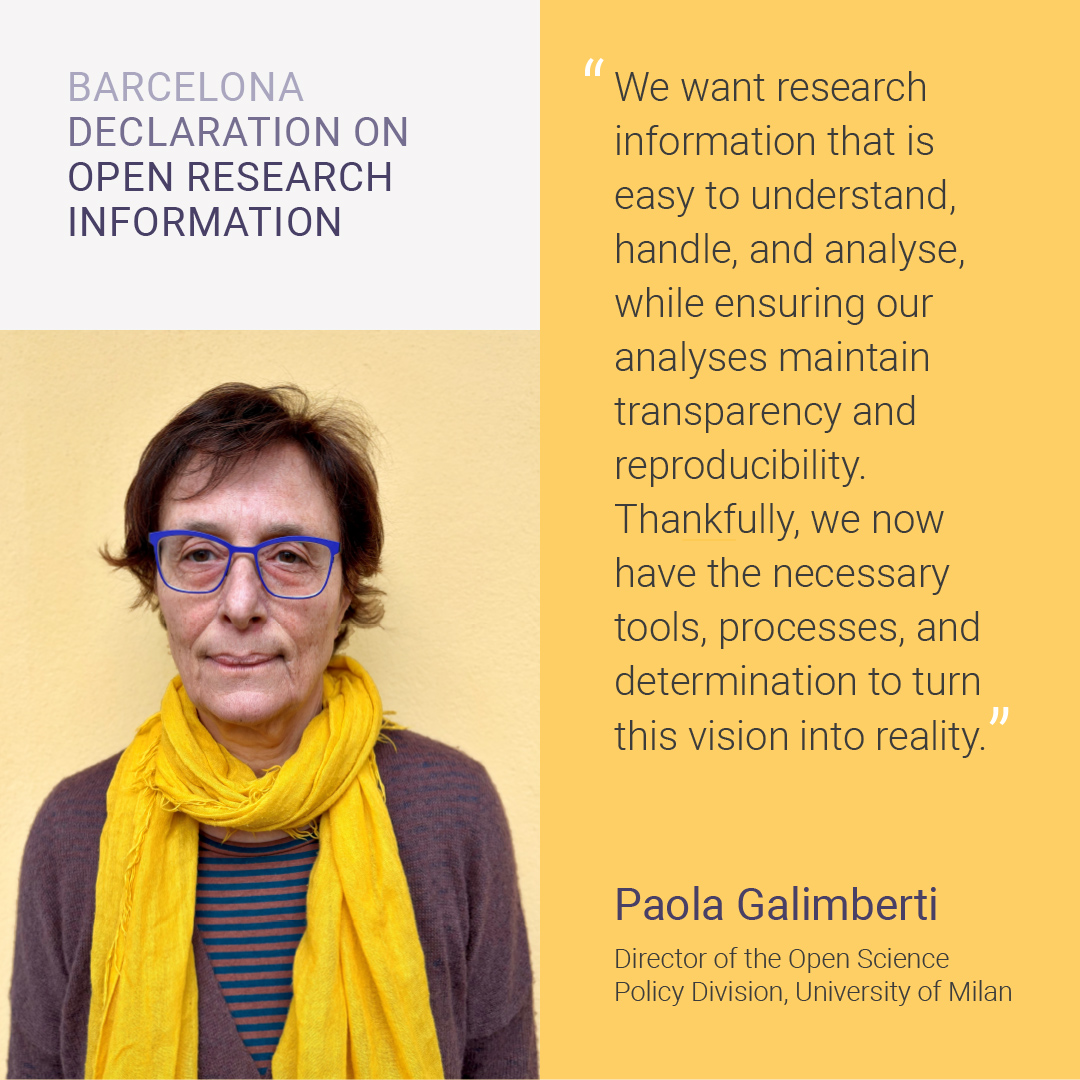 BARCELONA
DECLARATION ON
OPEN RESEARCH
INFORMATION
“We want research
information that is
easy to understand,
handle, and analyse,
while ensuring our
analyses maintain
transparency and
reproducibility.
Thankfully, we now
have the necessary
tools, processes, and
determination to turn
this vision into reality.”
Paola Galimberti
Director of the Open Science
Policy Division, University of Milan